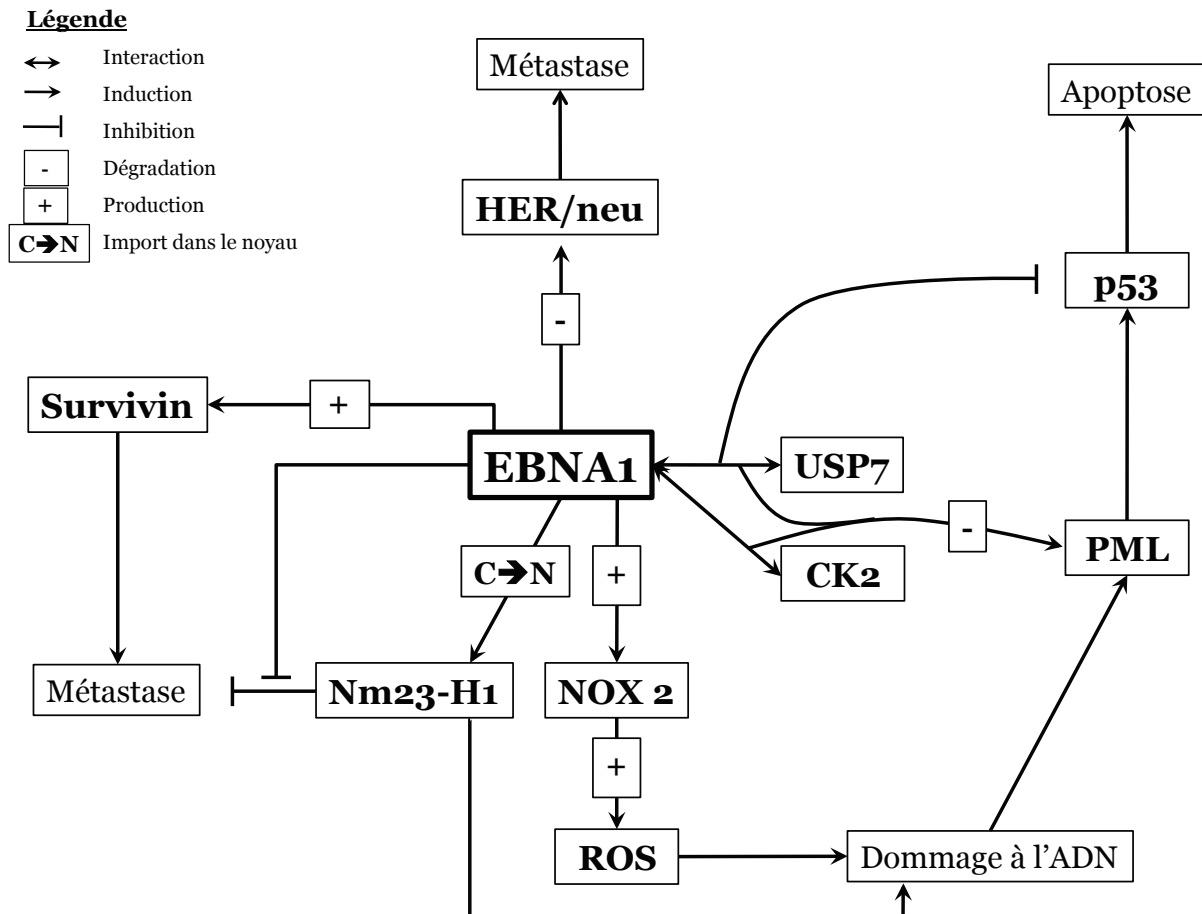 Légende
Interaction
Induction
Inhibition
- Dégradation
+ Production
C➔N Import dans le noyau
Métastase
Apoptose
HER/neu
p53
-
Survivin
+
EBNA1
USP7
-
PML
C➔N
+
CK2
Métastase
Nm23-H1
NOX 2
+
ROS
Dommage à l’ADN